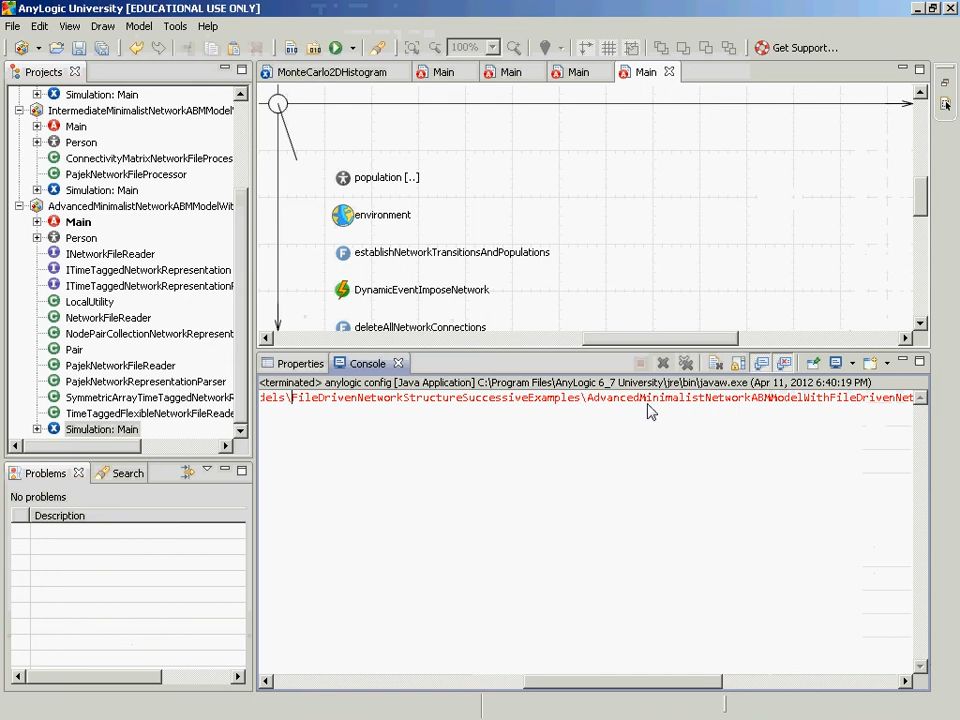 AnyLogic University [EDUCATIONAL USE ONLY]
File Edit View Draw Model Tools Help
100% Get Support...
Projects
MonteCarlo2DHistogram Main Main Main Main
Simulation: Main
IntermediateMinimalistNetworkABMModel
Main
Person
ConnectivityMatrixNetworkFileProces
PajekNetworkFileProcessor
Simulation: Main
AdvancedMinimalistNetworkABMModelWit
Main
Person
INetworkFileReader
ITimeTaggedNetworkRepresentation
ITimeTaggedNetworkRepresentationF
LocalUtility
NetworkFileReader
NodePairCollectionNetworkRepresent
Pair
PajekNetworkFileReader
PajekNetworkRepresentationParser
SymmetricArrayTimeTaggedNetworkR
TimeTaggedFlexibleNetworkFileReade
Simulation: Main
population [..]
environment
establishNetworkTransitionsAndPopulations
DynamicEventImposeNetwork
deleteAllNetworkConnections
Properties Console
<terminated> anylogic config [Java Application] C:\Program Files\AnyLogic 6_7 University\jre\bin\javaw.exe (Apr 11, 2012 6:40:19 PM)
dels\FileDrivenNetworkStructureSuccessiveExamples\AdvancedMinimalistNetworkABMModelWithFileDrivenNet
Problems Search
No problems
Description